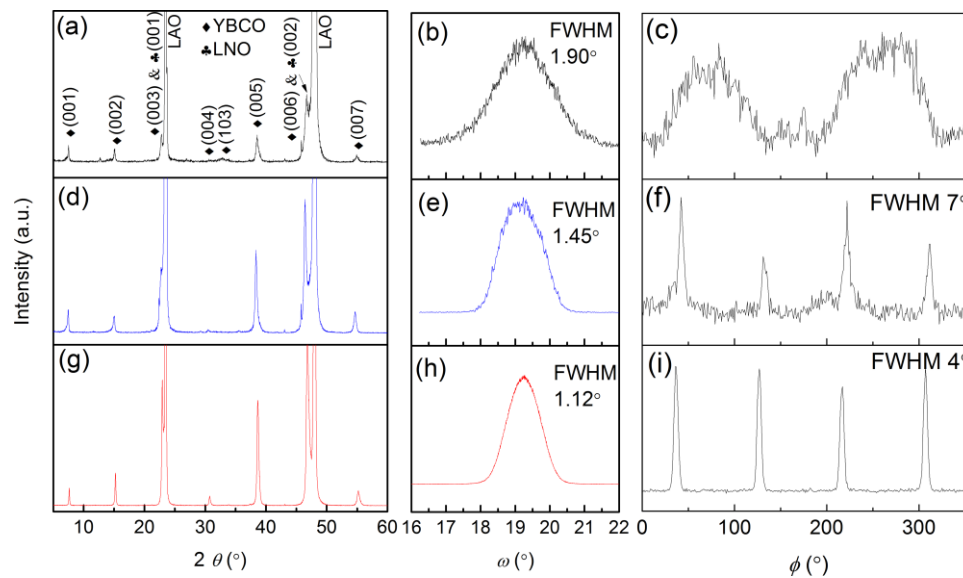 Intensity (a.u.)
(a)
♦(001)
♦(002)
♦(003) & ♣(001)
LAO
♦YBCO
♣LNO
♦(004)
♦(103)
♦(005)
♦(006) & ♣(002)
LAO
♦(007)
(b)
FWHM
1.90°
(c)
(d)
(e)
FWHM
1.45°
(f)
FWHM 7°
(g)
(h)
FWHM
1.12°
(i)
FWHM 4°
10 20 30 40 50 60
2 θ (°)
16 17 18 19 20 21 22
ω (°)
0 100 200 300
ϕ (°)